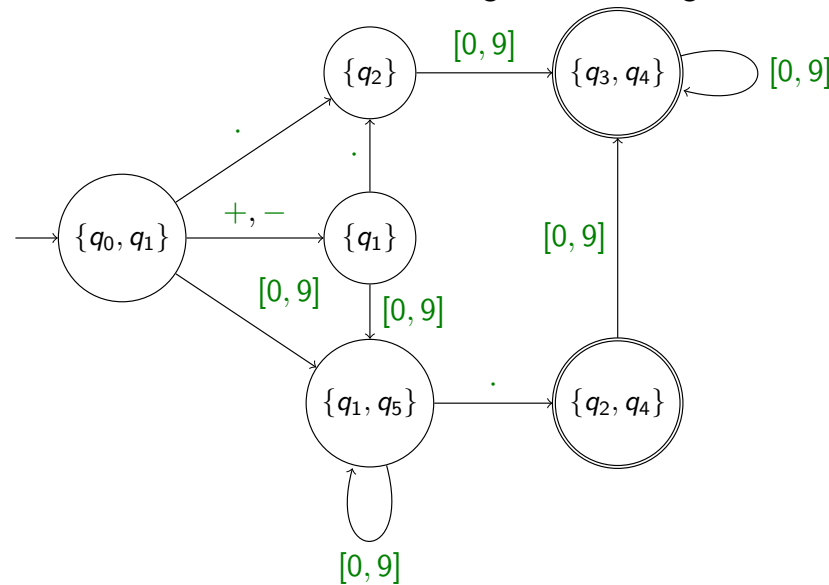 {q2}
[0, 9]
{q3, q4}
[0, 9]
.
.
{q0, q1}
+, −
{q1}
[0, 9]
[0, 9]
[0, 9]
{q1, q5}
.
{q2, q4}
[0, 9]